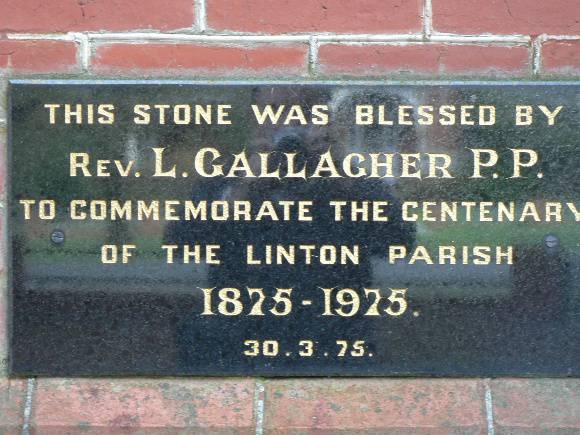 THIS STONE WAS BLESSED BY
REV. L. GALLAGHER P.P.
TO COMMEMORATE THE CENTENARY
OF THE LINTON PARISH
1875-1975.
30.3.75.